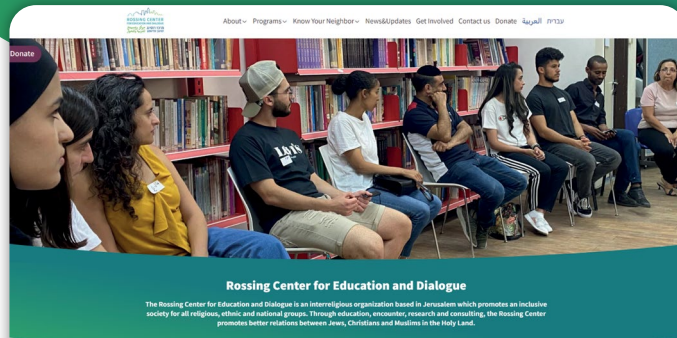 ROSSING CENTER
About Programs Know Your Neighbor News&Updates Get Involved Contact us Donate العربية עברית
Donate
Levi's
Rossing Center for Education and Dialogue
The Rossing Center for Education and Dialogue is an interreligious organization based in Jerusalem which promotes an inclusive
society for all religious, ethnic and national groups. Through education, encounter, research and consulting, the Rossing Center
promotes better relations between Jews, Christians and Muslims in the Holy Land.